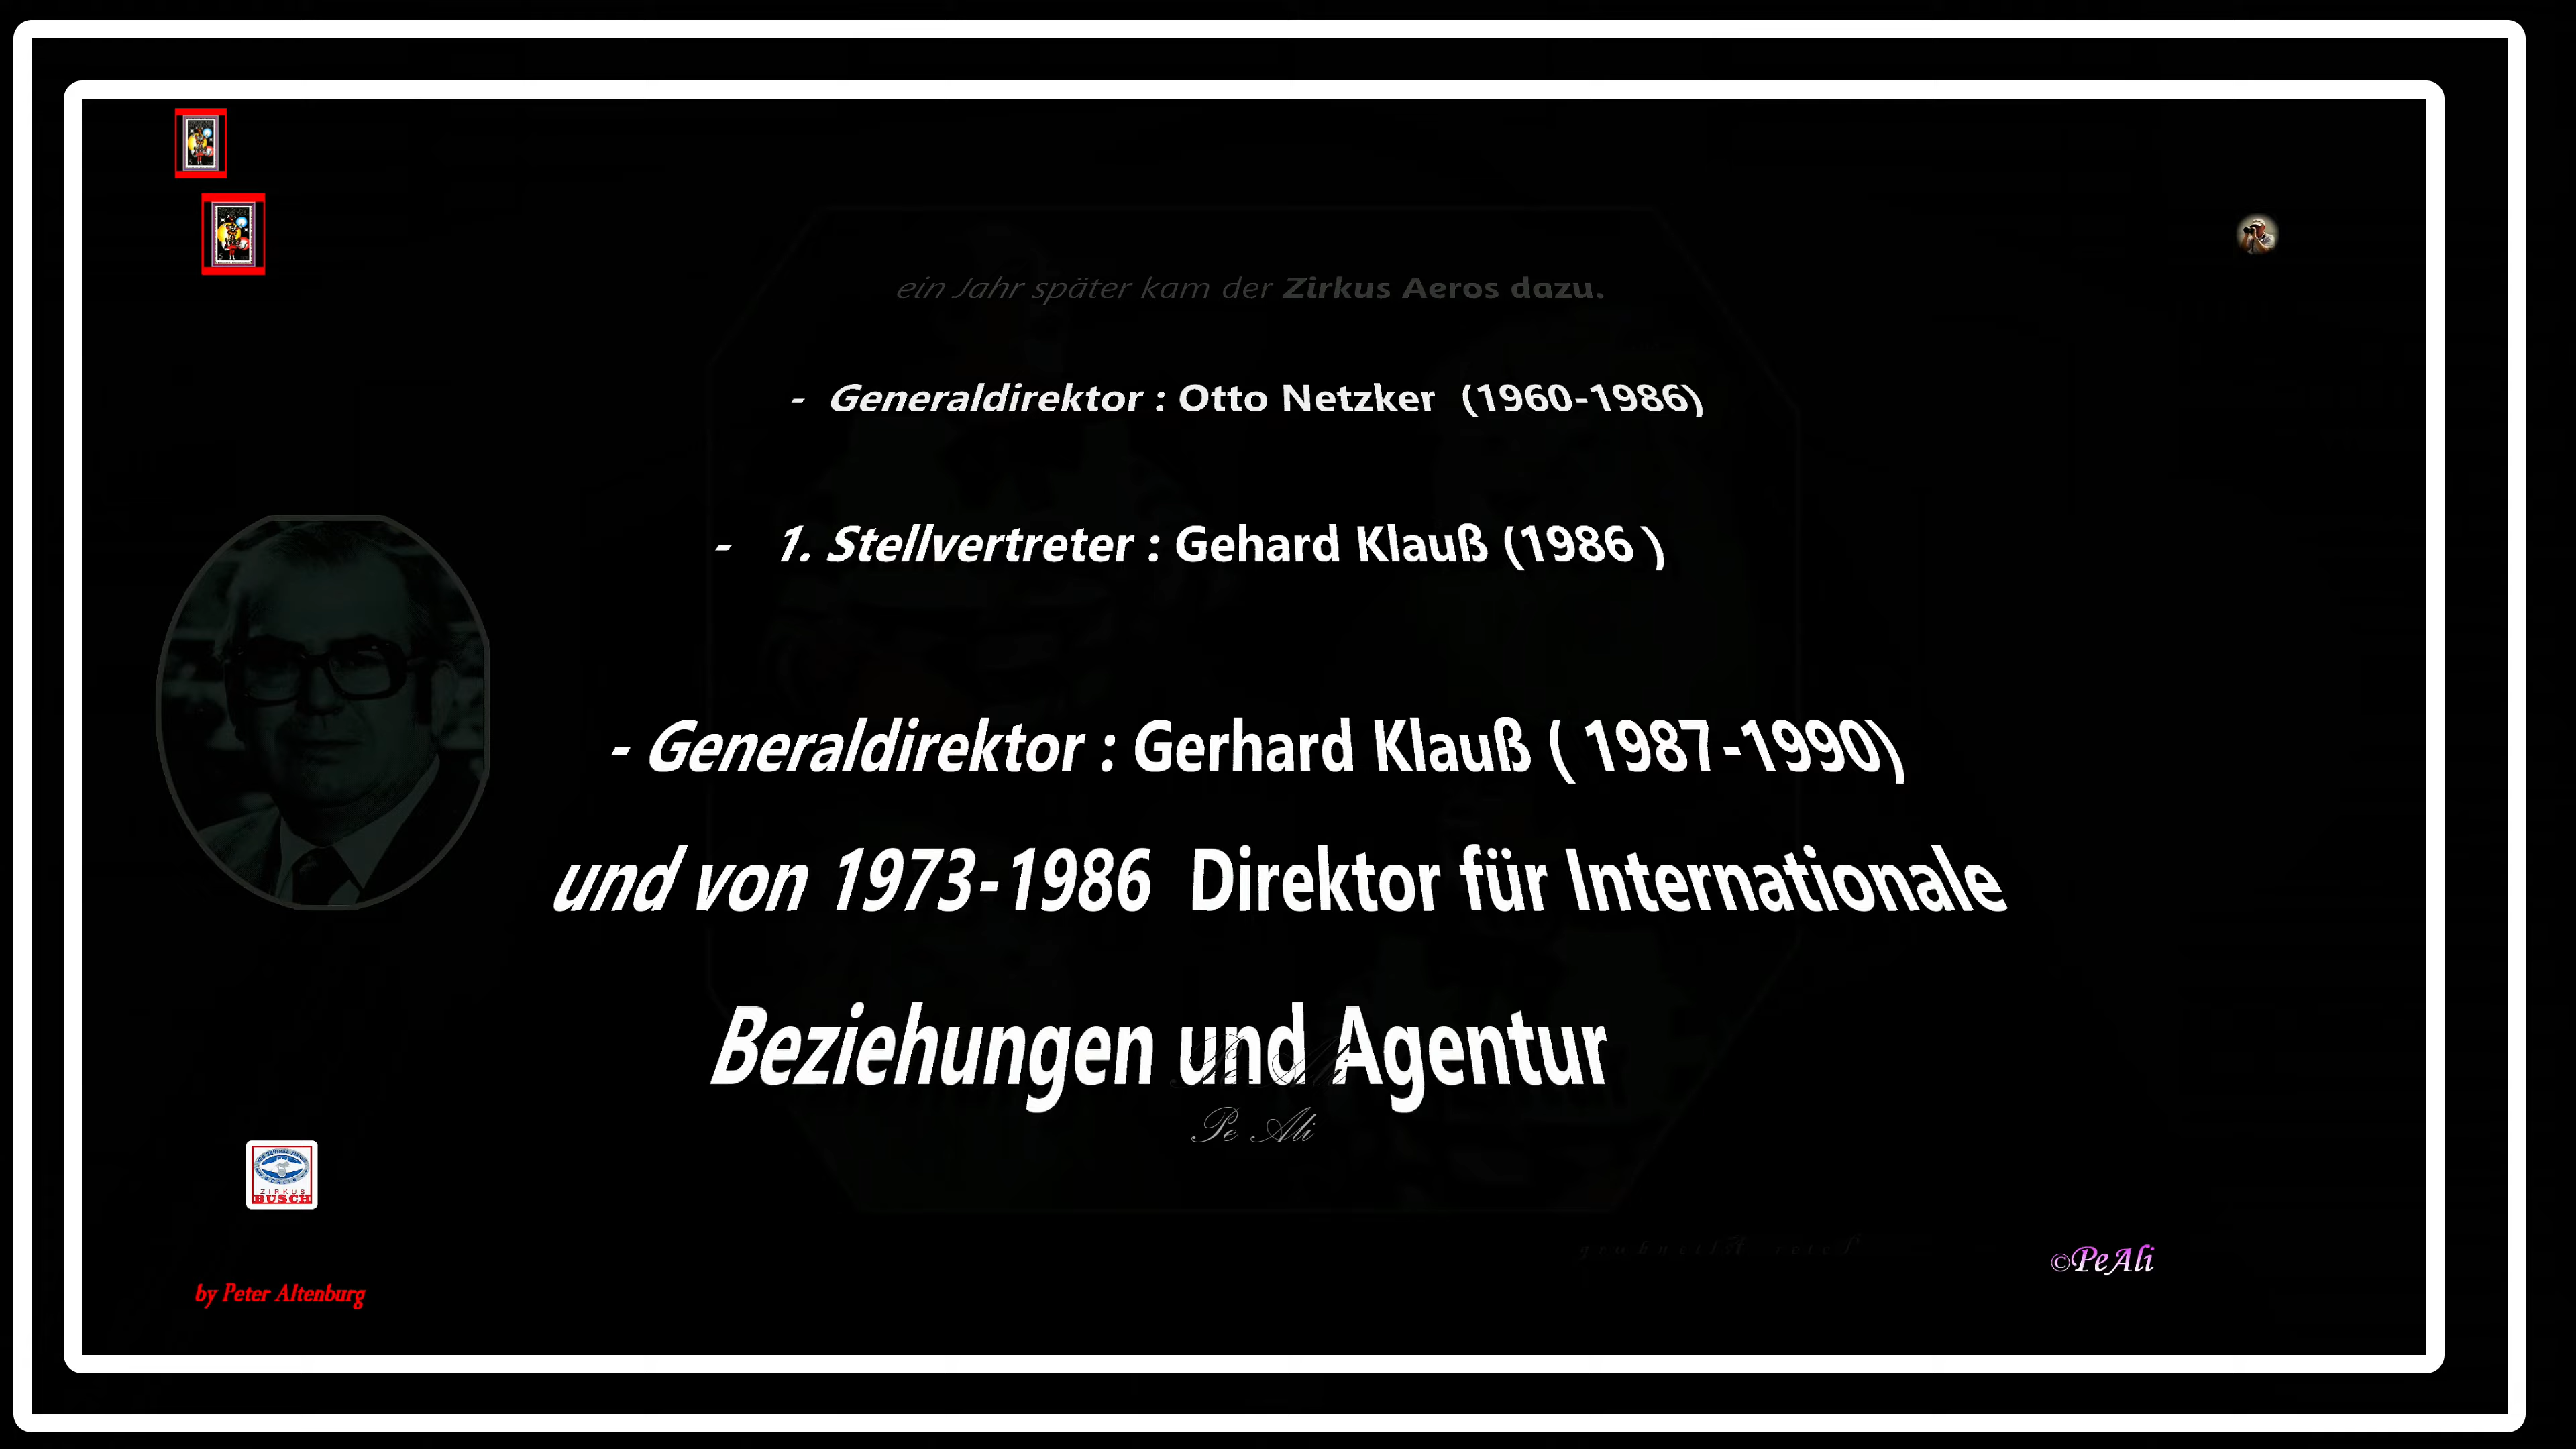 ein Jahr später kam der Zirkus Aeros dazu.
- Generaldirektor : Otto Netzker (1960-1986)
- 1. Stellvertreter : Gehard Klauß (1986 )
- Generaldirektor : Gerhard Klauß ( 1987-1990)
und von 1973-1986 Direktor für Internationale
Beziehungen und Agentur
Pe Ali
Pe Ali
ZIRKUS
BUSCH
©PeAli
by Peter Altenburg